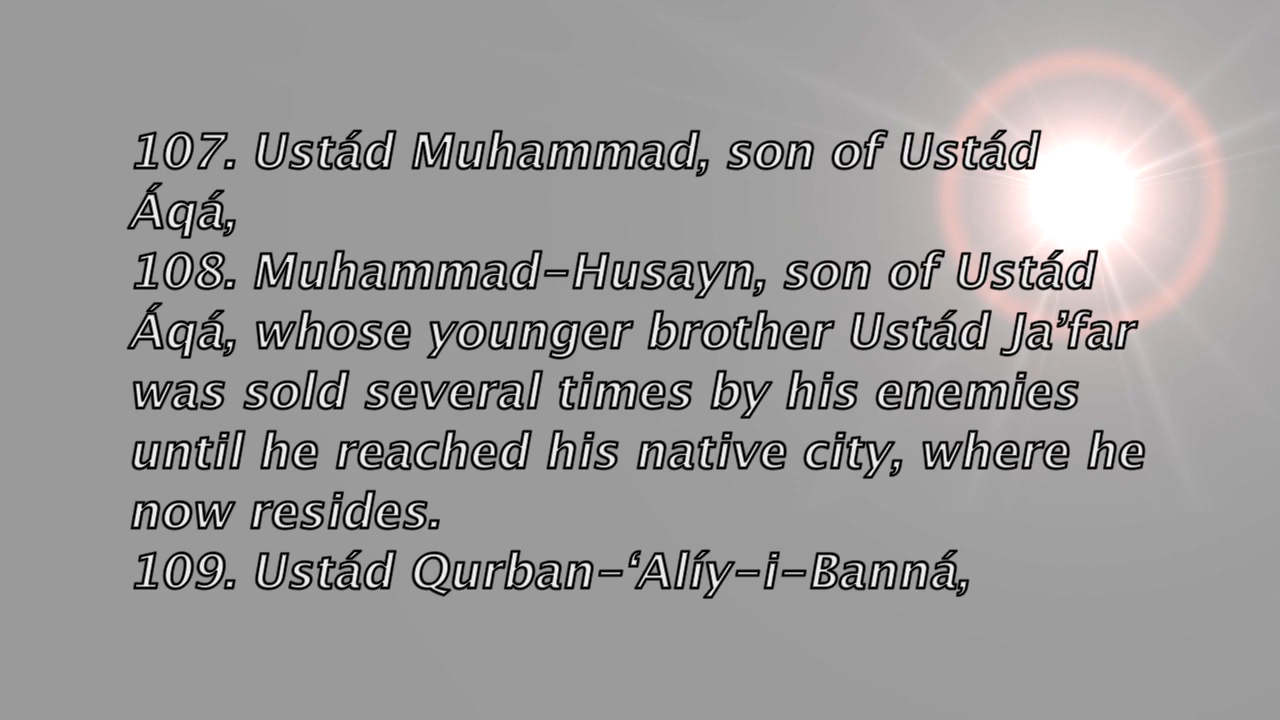 107. Ustád Muhammad, son of Ustád
Áqá,
108. Muhammad-Husayn, son of Ustád
Áqá, whose younger brother Ustád Ja’far
was sold several times by his enemies
until he reached his native city, where he
now resides.
109. Ustád Qurban-‘Alíy-i-Banná,